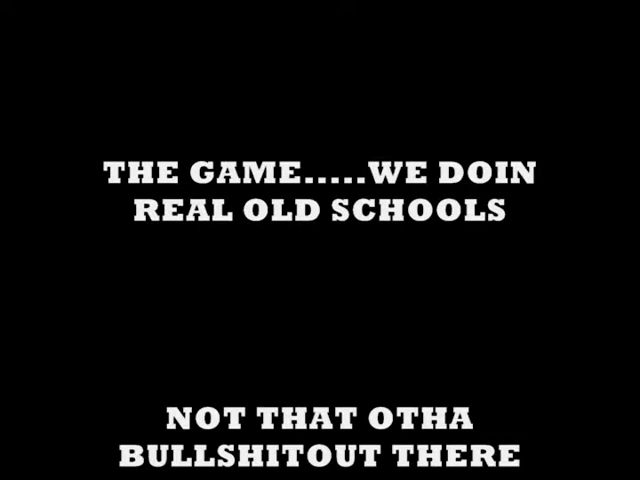 THE GAME.....WE DOIN
REAL OLD SCHOOLS
NOT THAT OTHA
BULLSHITOUT THERE